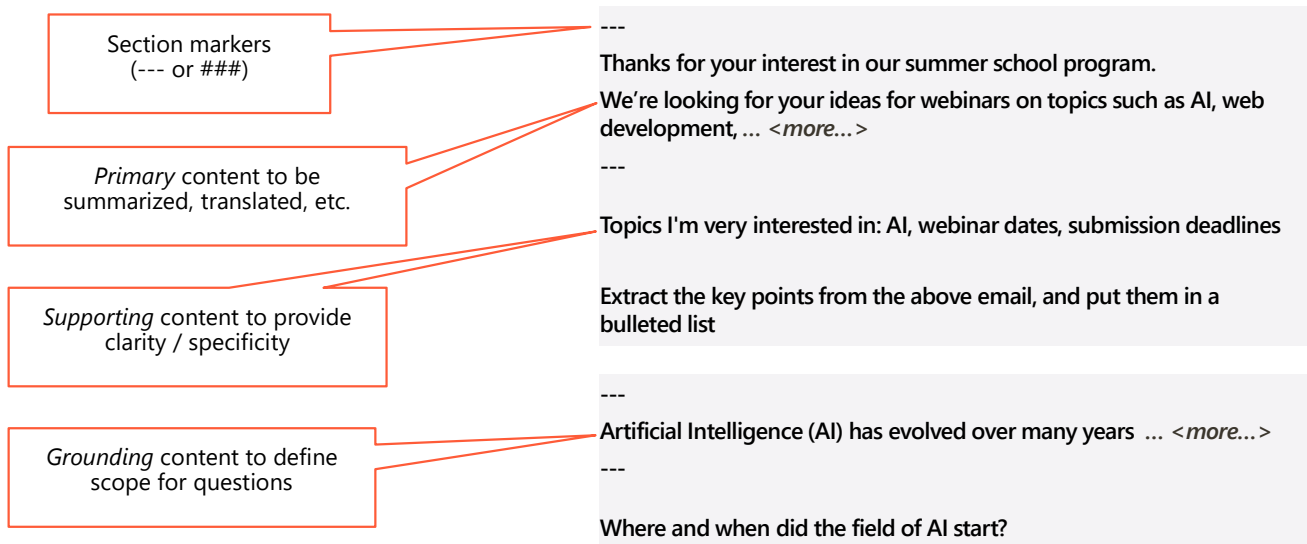 Section markers
(--- or ###)
Primary content to be
summarized, translated, etc.
Supporting content to provide
clarity / specificity
Grounding content to define
scope for questions
---
Thanks for your interest in our summer school program.
We’re looking for your ideas for webinars on topics such as AI, web
development, ... <more...>
---
Topics I'm very interested in: AI, webinar dates, submission deadlines
Extract the key points from the above email, and put them in a
bulleted list
---
Artificial Intelligence (AI) has evolved over many years ... <more...>
---
Where and when did the field of AI start?